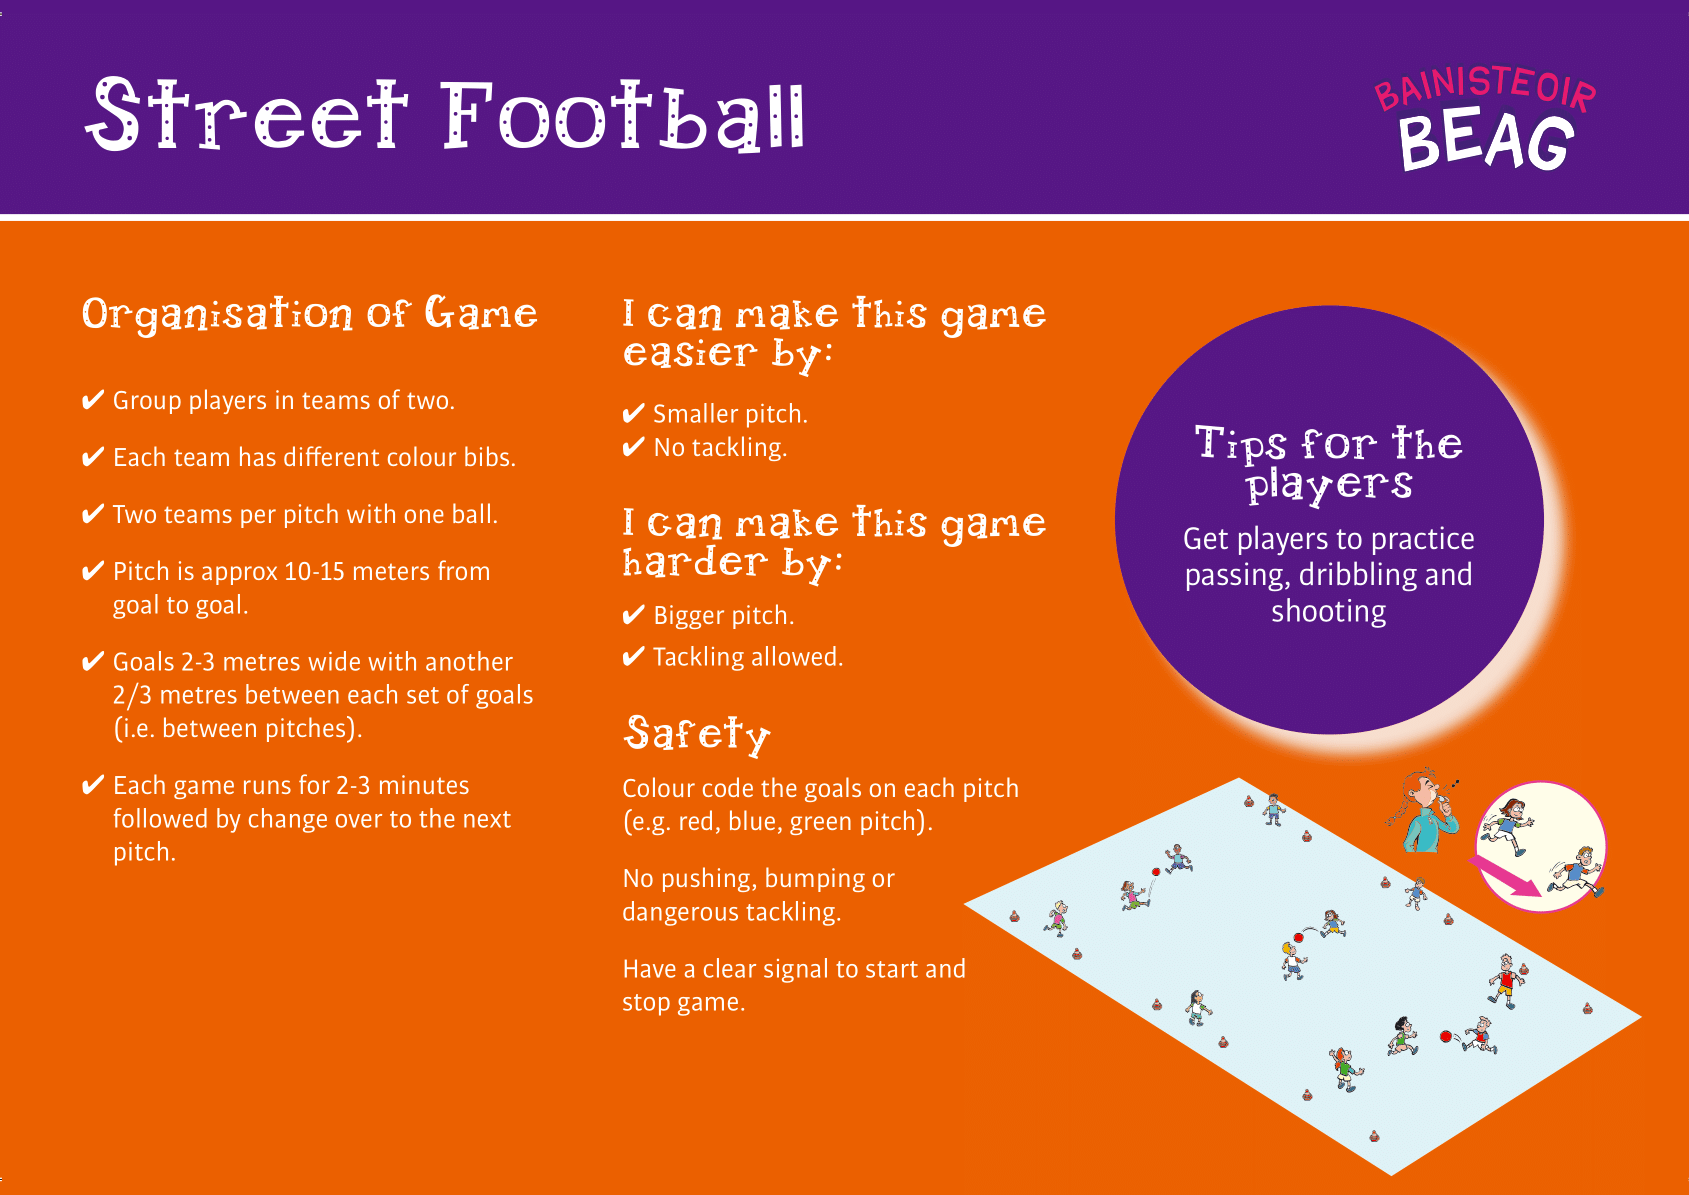 Street Football
BAINISTEOIR
BEAG
Organisation of Game
✔ Group players in teams of two.
✔ Each team has different colour bibs.
✔ Two teams per pitch with one ball.
✔ Pitch is approx 10-15 meters from
goal to goal.
✔ Goals 2-3 metres wide with another
2/3 metres between each set of goals
(i.e. between pitches).
✔ Each game runs for 2-3 minutes
followed by change over to the next
pitch.
I can make this game
easier by:
✔ Smaller pitch.
✔ No tackling.
I can make this game
harder by:
✔ Bigger pitch.
✔ Tackling allowed.
Safety
Colour code the goals on each pitch
(e.g. red, blue, green pitch).
No pushing, bumping or
dangerous tackling.
Have a clear signal to start and
stop game.
Tips for the
players
Get players to practice
passing, dribbling and
shooting